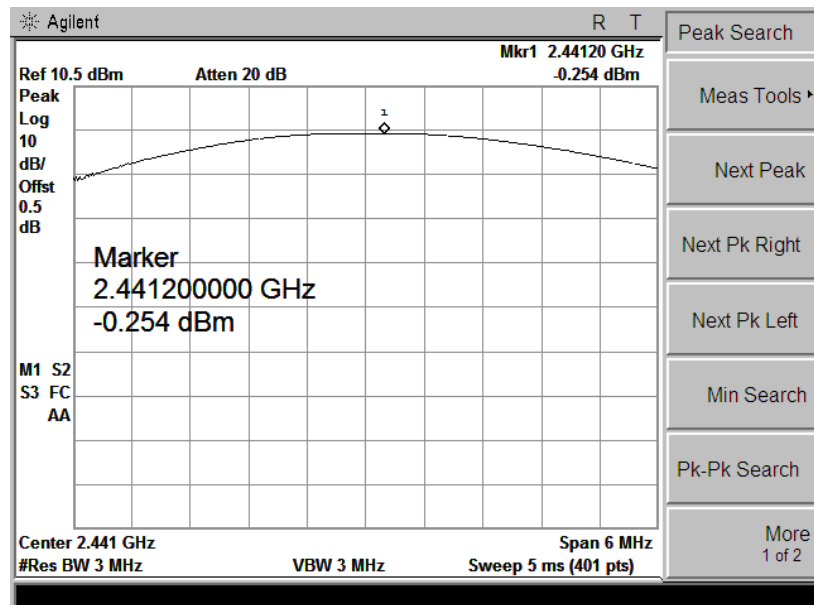 Agilent
R T
Mkr1 2.44120 GHz
Ref 10.5 dBm Atten 20 dB -0.254 dBm
Peak
Log
10
dB/
Offst
0.5
dB
1
Marker
2.441200000 GHz
-0.254 dBm
M1 S2
S3 FC
AA
Center 2.441 GHz Span 6 MHz
#Res BW 3 MHz VBW 3 MHz Sweep 5 ms (401 pts)
Peak Search
Meas Tools
Next Peak
Next Pk Right
Next Pk Left
Min Search
Pk-Pk Search
More
1 of 2